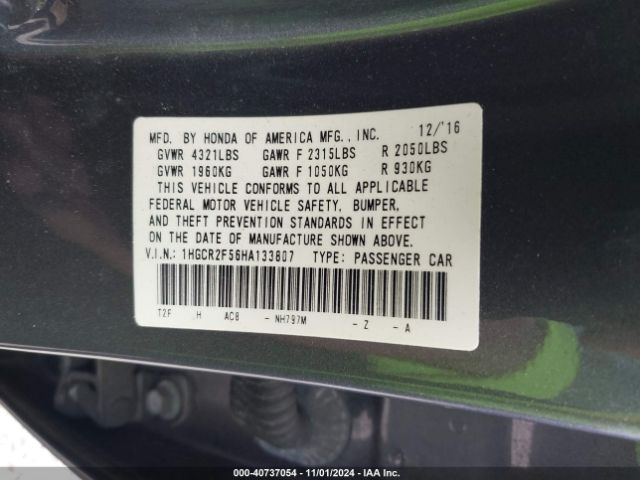 MFD. BY HONDA OF AMERICA MFG., INC. 12/'16
GVWR 4321LBS GAWR F 2315LBS R 2050LBS
GVWR 1960KG GAWR F 1050KG R 930KG
THIS VEHICLE CONFORMS TO ALL APPLICABLE
FEDERAL MOTOR VEHICLE SAFETY, BUMPER,
AND THEFT PREVENTION STANDARDS IN EFFECT
ON THE DATE OF MANUFACTURE SHOWN ABOVE.
V.I.N.: 1HGCR2F56HA133807 TYPE: PASSENGER CAR
T2F H AC8 - NH797M - Z - A
000-40737054 - 11/01/2024 - IAA Inc.